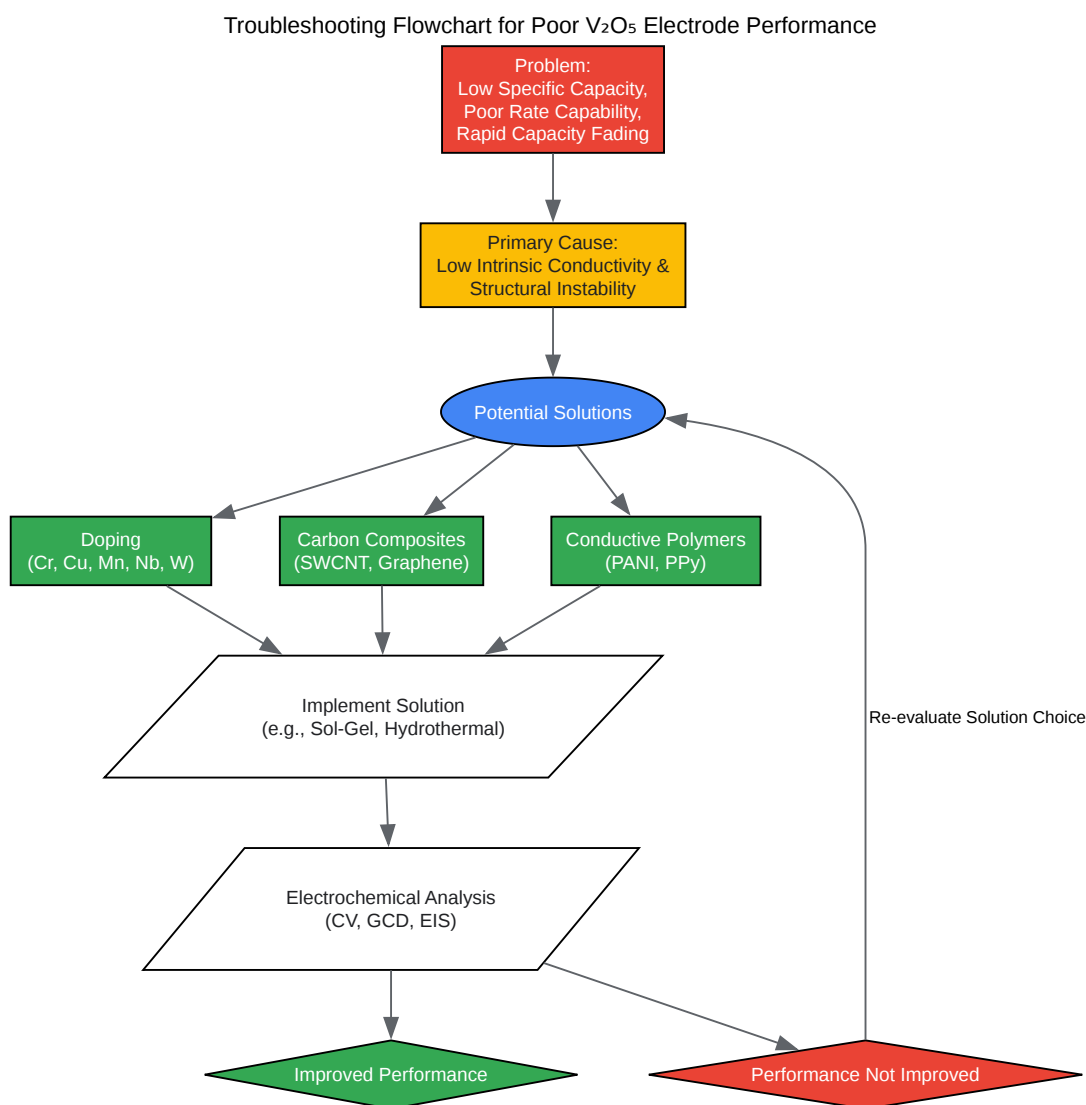 Troubleshooting Flowchart for Poor V₂O₅ Electrode Performance
Problem:
Low Specific Capacity,
Poor Rate Capability,
Rapid Capacity Fading
Primary Cause:
Low Intrinsic Conductivity &
Structural Instability
Potential Solutions
Doping
(Cr, Cu, Mn, Nb, W)
Carbon Composites
(SWCNT, Graphene)
Conductive Polymers
(PANI, PPy)
Implement Solution
(e.g., Sol-Gel, Hydrothermal)
Re-evaluate Solution Choice
Electrochemical Analysis
(CV, GCD, EIS)
Improved Performance
Performance Not Improved